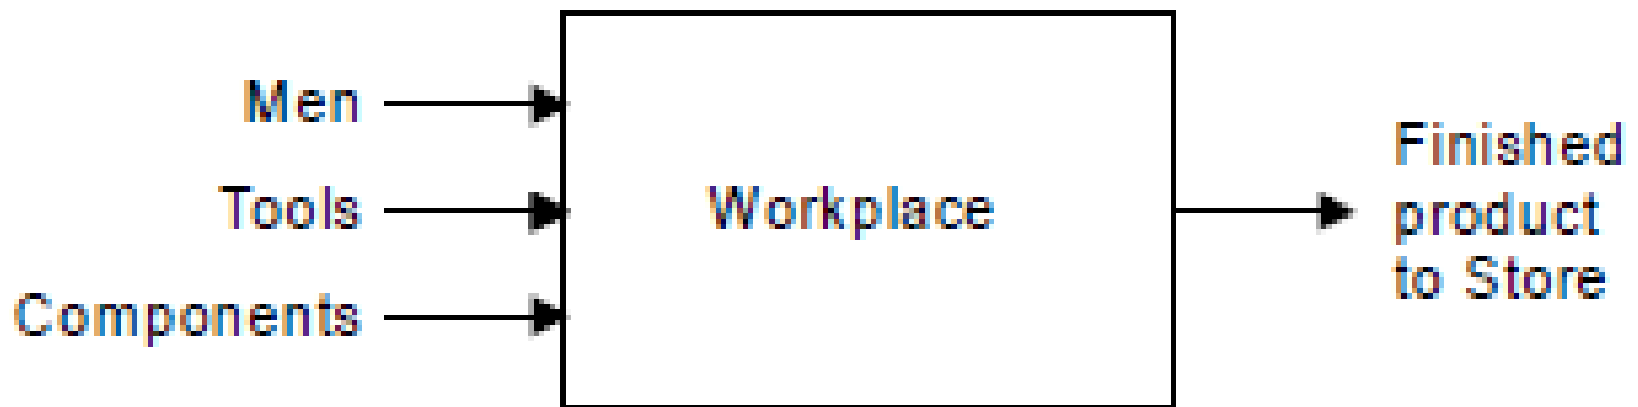 Men
Tools
Components
Workplace
Finished
product
to Store